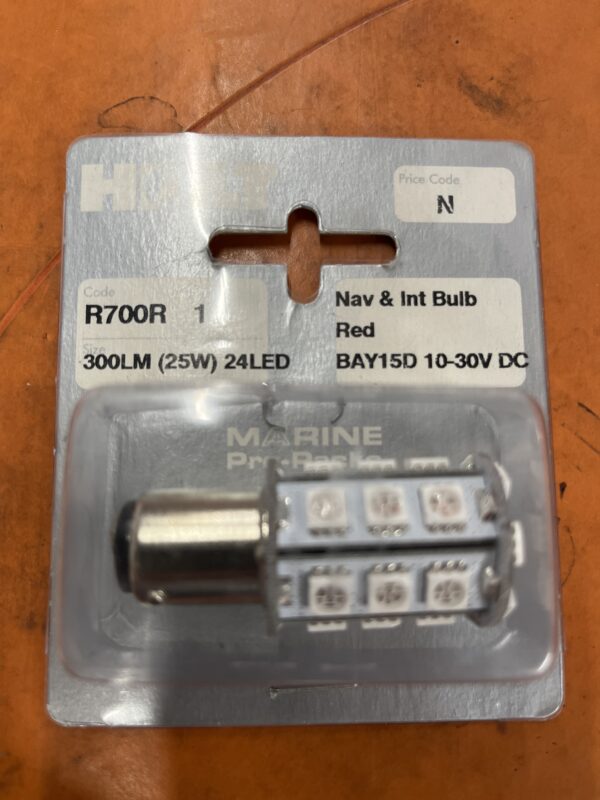 Price Code
N
Code
R700R 1
Size
300LM (25W) 24LED
Nav & Int Bulb
Red
BAY15D 10-30V DC
MARINE